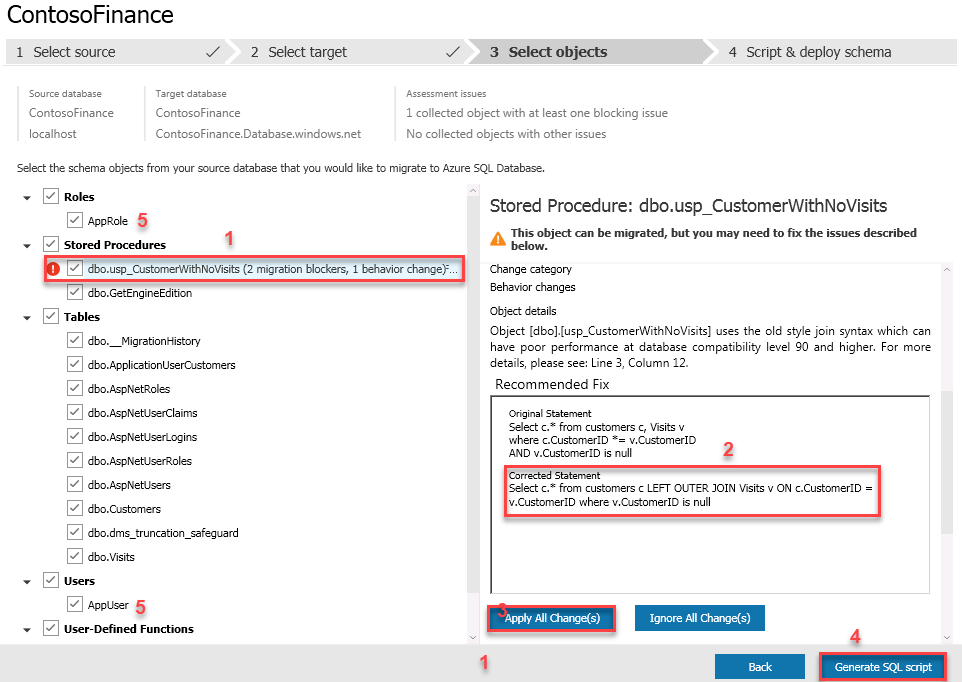 ContosoFinance
1 Select source
2 Select target
3 Select objects
4 Script & deploy schema
Source database
ContosoFinance
localhost
Target database
ContosoFinance
ContosoFinance.Database.windows.net
Assessment issues
1 collected object with at least one blocking issue
No collected objects with other issues
Select the schema objects from your source database that you would like to migrate to Azure SQL Database.
Roles
AppRole 5
1
Stored Procedures
dbo.usp_CustomerWithNoVisits (2 migration blockers, 1 behavior change)-...
dbo.GetEngineEdition
Tables
dbo.__MigrationHistory
dbo.ApplicationUserCustomers
dbo.AspNetRoles
dbo.AspNetUserClaims
dbo.AspNetUserLogins
dbo.AspNetUserRoles
dbo.AspNetUsers
dbo.Customers
dbo.dms_truncation_safeguard
dbo.Visits
Users
AppUser 5
User-Defined Functions
Stored Procedure: dbo.usp_CustomerWithNoVisits
This object can be migrated, but you may need to fix the issues described
below.
Change category
Behavior changes
Object details
Object [dbo].[usp_CustomerWithNoVisits] uses the old style join syntax which can
have poor performance at database compatibility level 90 and higher. For more
details, please see: Line 3, Column 12.
Recommended Fix
Original Statement
Select c.* from customers c, Visits v
where c.CustomerID *= v.CustomerID
AND v.CustomerID is null
2
Corrected Statement
Select c.* from customers c LEFT OUTER JOIN Visits v ON c.CustomerID =
v.CustomerID where v.CustomerID is null
3
Apply All Change(s)
Ignore All Change(s)
4
1
Back
Generate SQL script